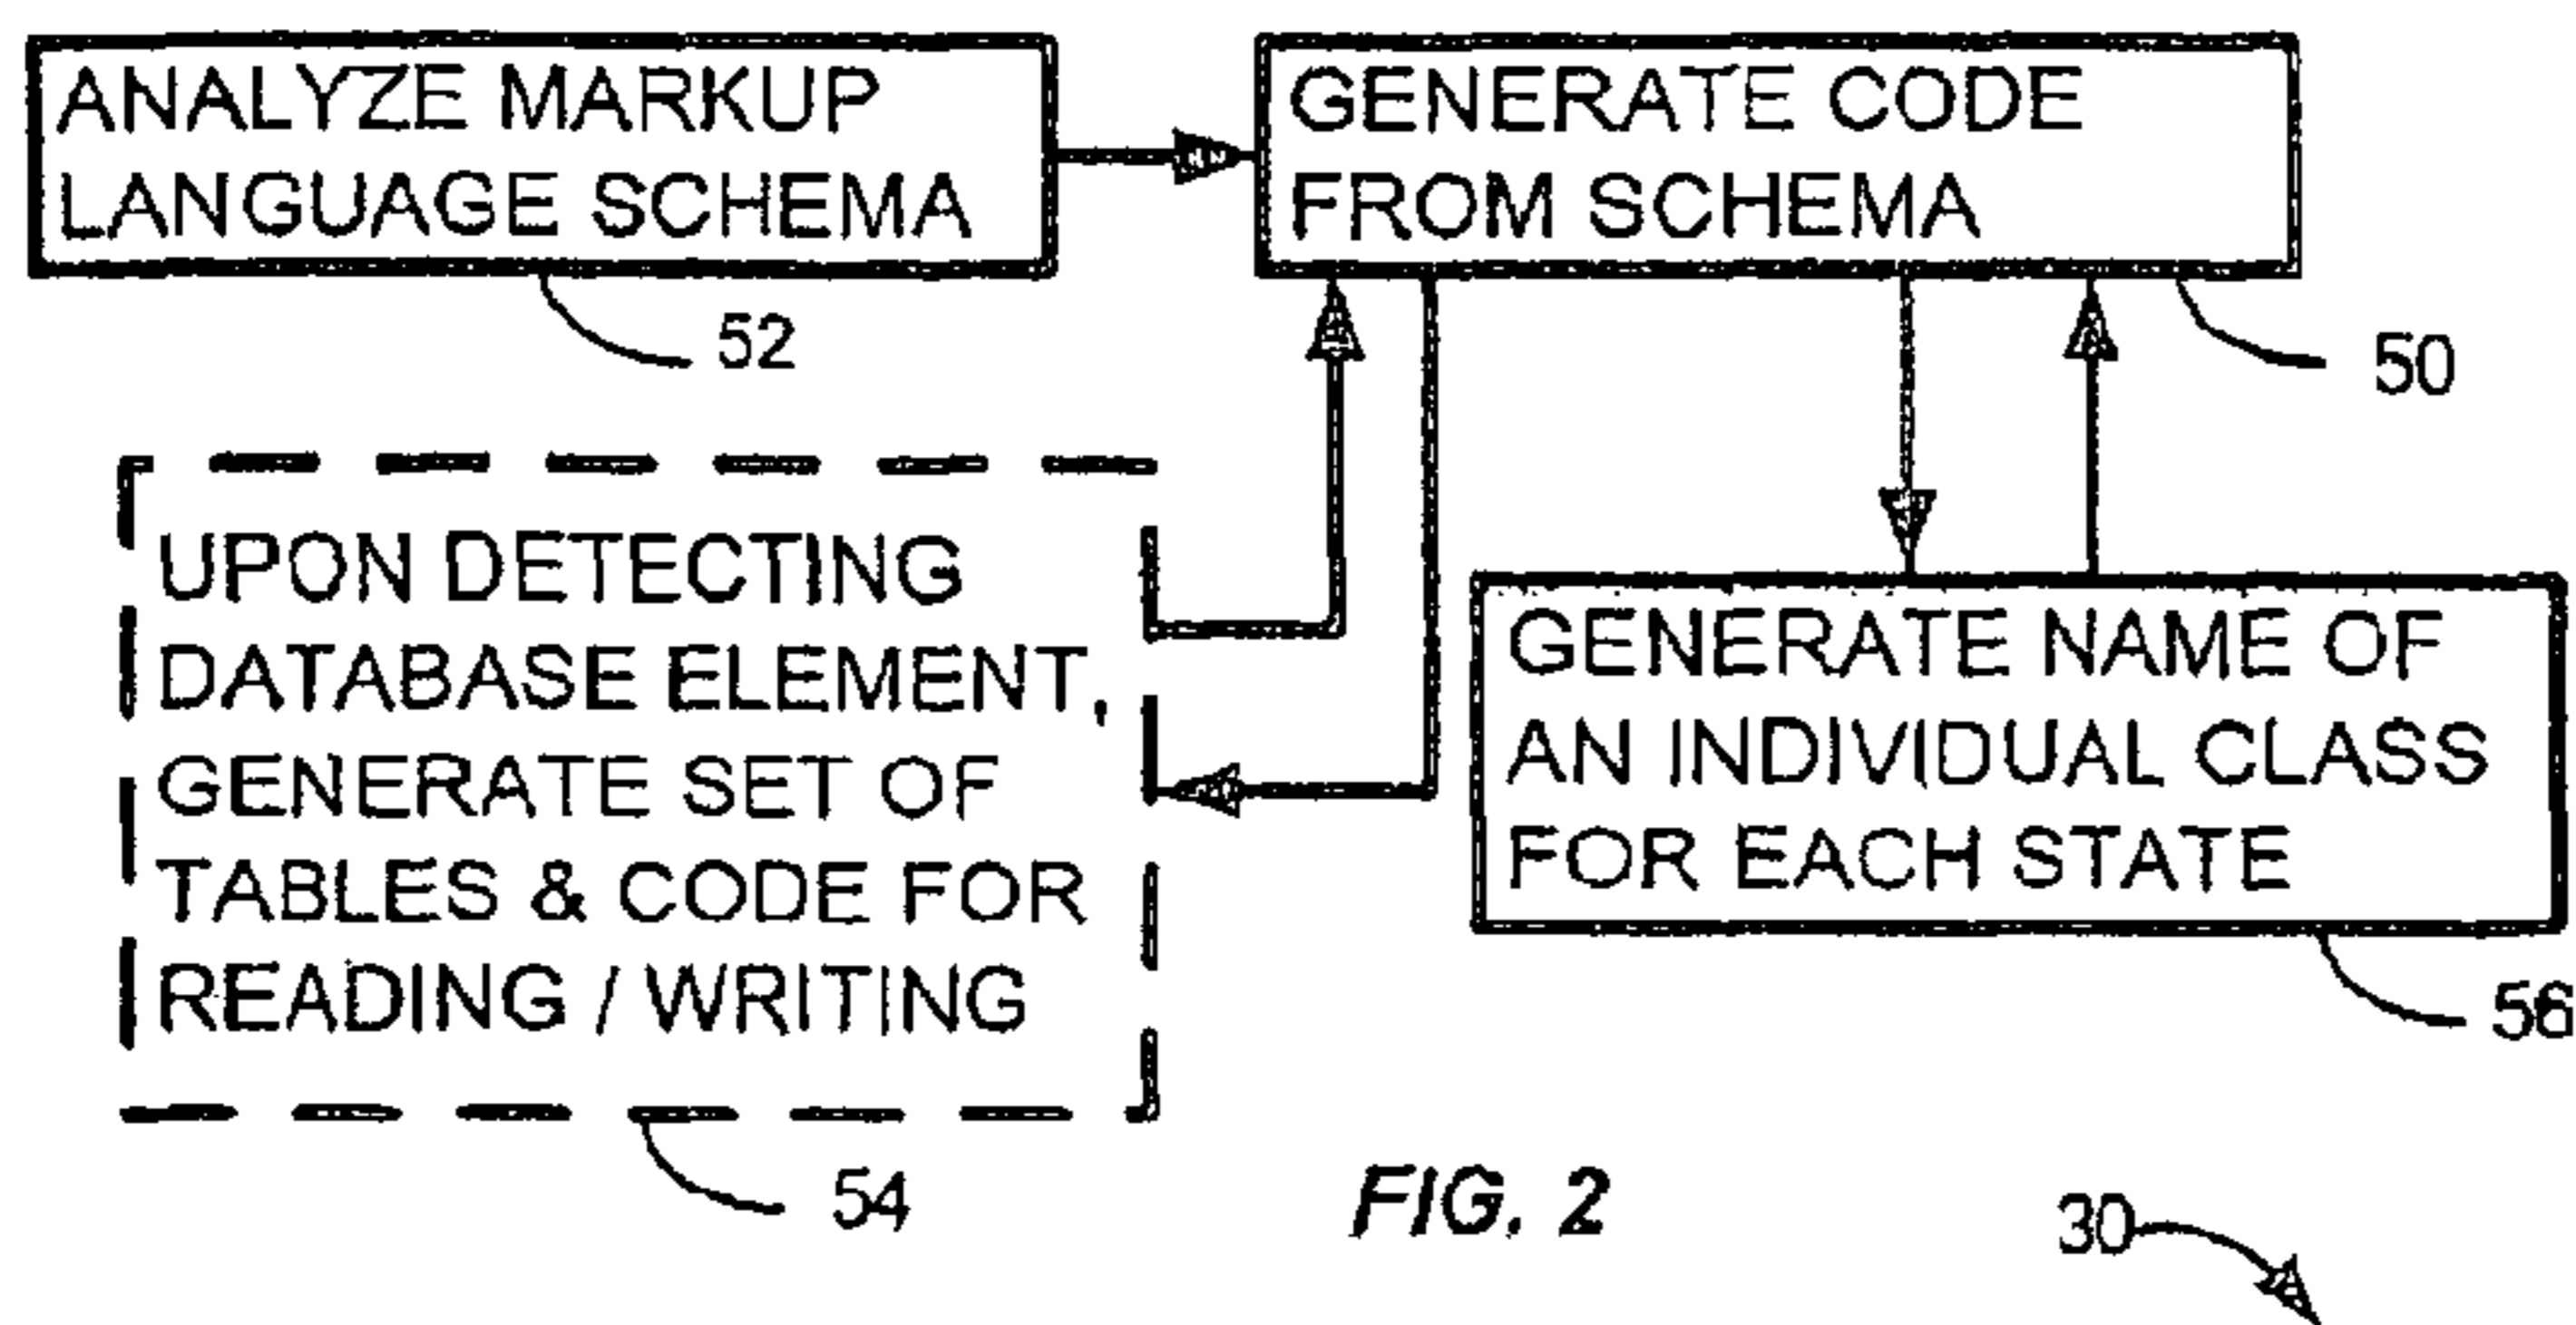 ANALYZE MARKUP
LANGUAGE SCHEMA
52
GENERATE CODE
FROM SCHEMA
50
UPON DETECTING
DATABASE ELEMENT,
GENERATE SET OF
TABLES & CODE FOR
READING / WRITING
54
GENERATE NAME OF
AN INDIVIDUAL CLASS
FOR EACH STATE
56
FIG. 2
30